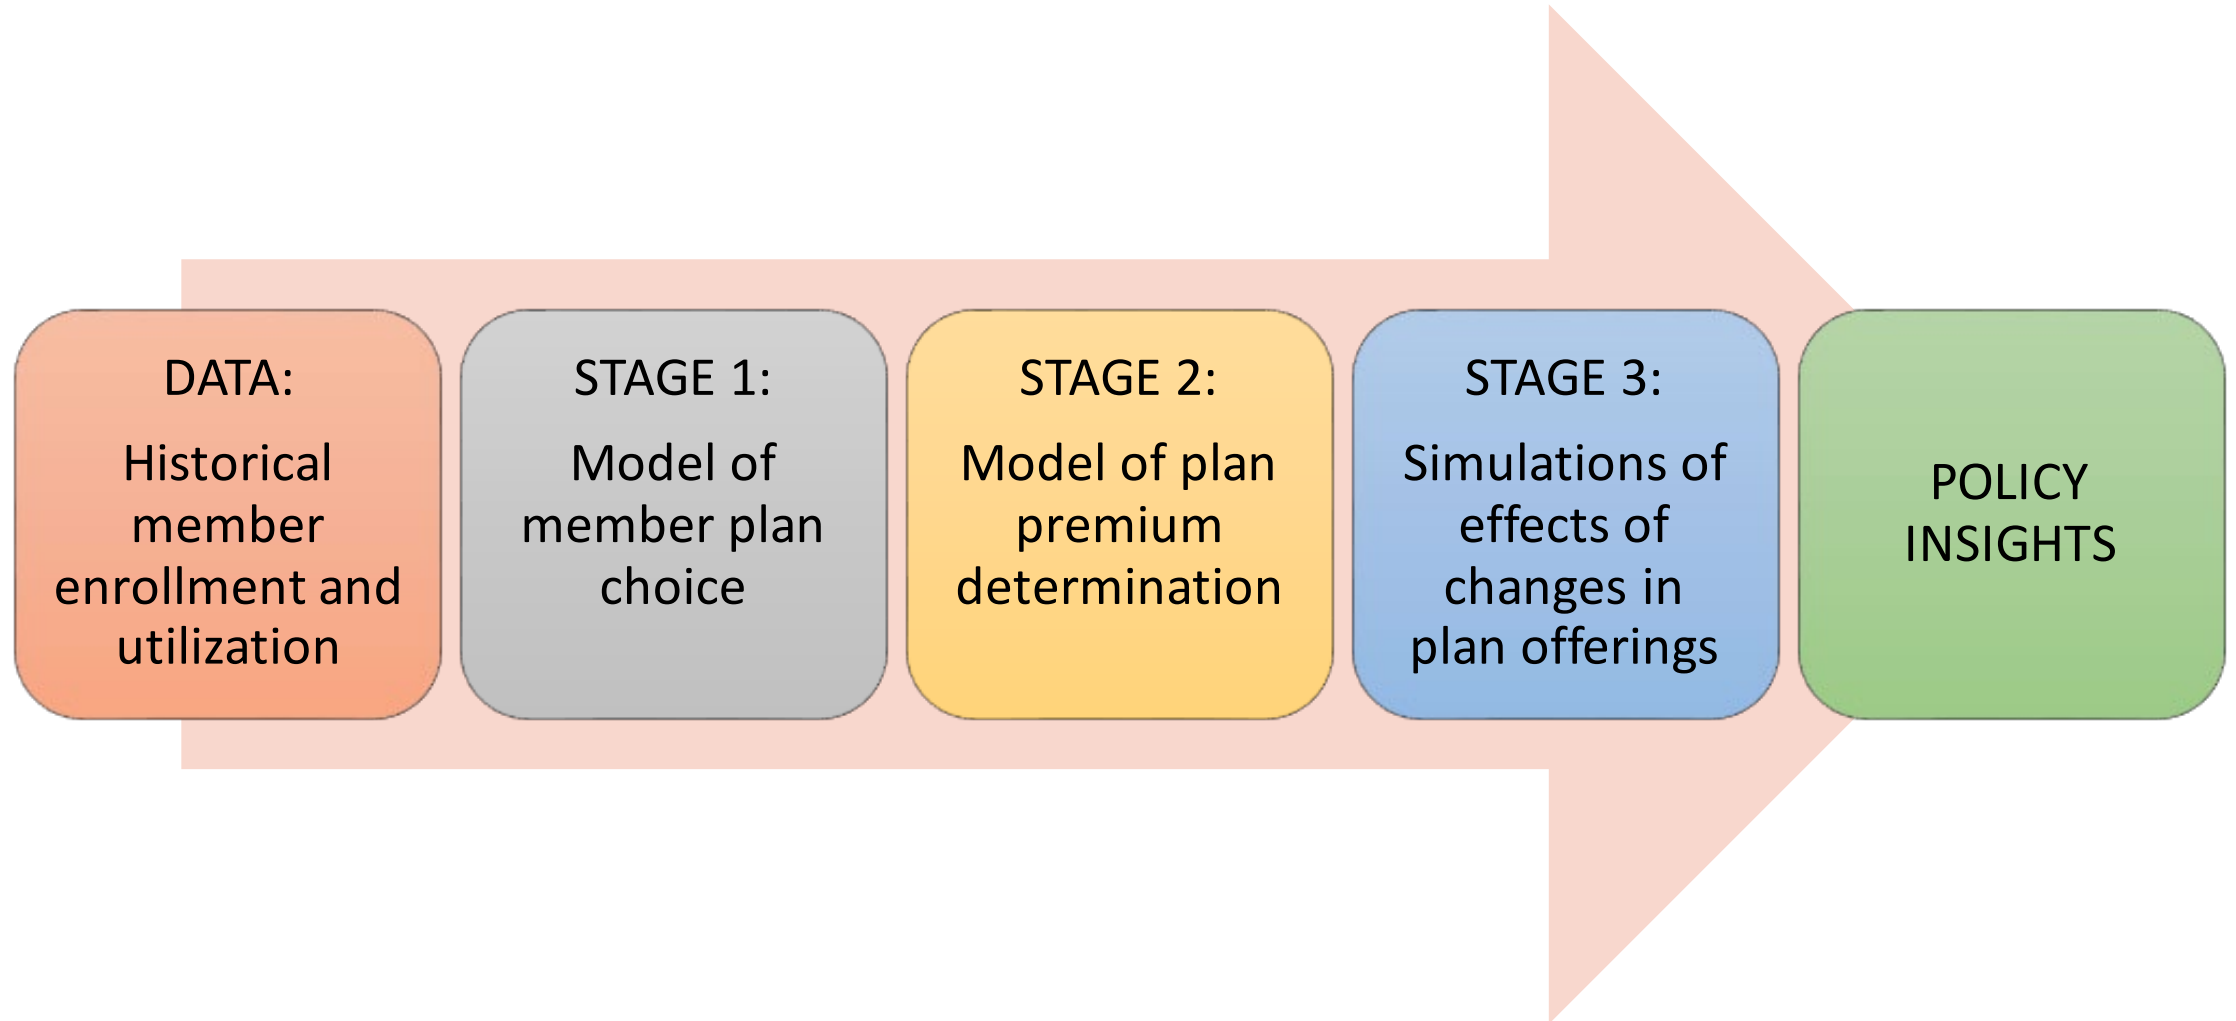 DATA:
Historical
member
enrollment and
utilization
STAGE 1:
Model of
member plan
choice
STAGE 2:
Model of plan
premium
determination
STAGE 3:
Simulations of
effects of
changes in
plan offerings
POLICY
INSIGHTS